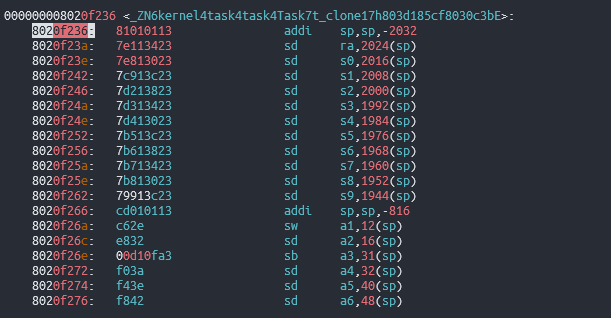 000000008020f236 <_ZN6kernel4task4task4Task7t_clone17h803d185cf8030c3bE>:
8020f236: 81010113 addi sp,sp,-2032
8020f23a: 7e113423 sd ra,2024(sp)
8020f23e: 7e813023 sd s0,2016(sp)
8020f242: 7c913c23 sd s1,2008(sp)
8020f246: 7d213823 sd s2,2000(sp)
8020f24a: 7d313423 sd s3,1992(sp)
8020f24e: 7d413023 sd s4,1984(sp)
8020f252: 7b513c23 sd s5,1976(sp)
8020f256: 7b613823 sd s6,1968(sp)
8020f25a: 7b713423 sd s7,1960(sp)
8020f25e: 7b813023 sd s8,1952(sp)
8020f262: 79913c23 sd s9,1944(sp)
8020f266: cd010113 addi sp,sp,-816
8020f26a: c62e sw a1,12(sp)
8020f26c: e832 sd a2,16(sp)
8020f26e: 00d10fa3 sb a3,31(sp)
8020f272: f03a sd a4,32(sp)
8020f274: f43e sd a5,40(sp)
8020f276: f842 sd a6,48(sp)